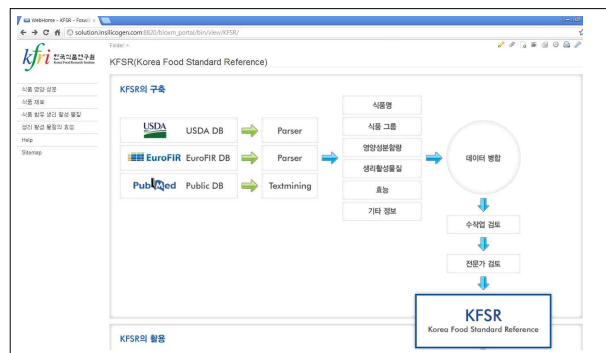 WebHome - KFSR - Foswiki
solution.insilicogen.com:8820/bloxm_portal/bin/view/KFSR/
kfri 한국식품연구원
Korea Food Research Institute
식품 영양 성분
식품 재료
식품 함유 생리 활성 물질
생리 활성 물질의 효능
Help
Sitemap
Folder >
KFSR(Korea Food Standard Reference)
KFSR의 구축
USDA USDA DB Parser
EuroFIR EuroFIR DB Parser
PubMed Public DB Textmining
식품명
식품 그룹
영양성분함량
생리활성물질
효능
기타 정보
데이터 병합
수작업 검토
전문가 검토
KFSR
Korea Food Standard Reference
KFSR의 활용